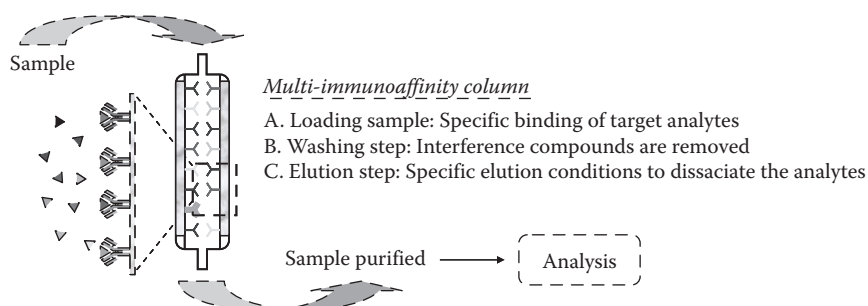 Sample
Multi-immunoaffinity column
A. Loading sample: Specific binding of target analytes
B. Washing step: Interference compounds are removed
C. Elution step: Specific elution conditions to dissaciate the analytes
Sample purified
Analysis